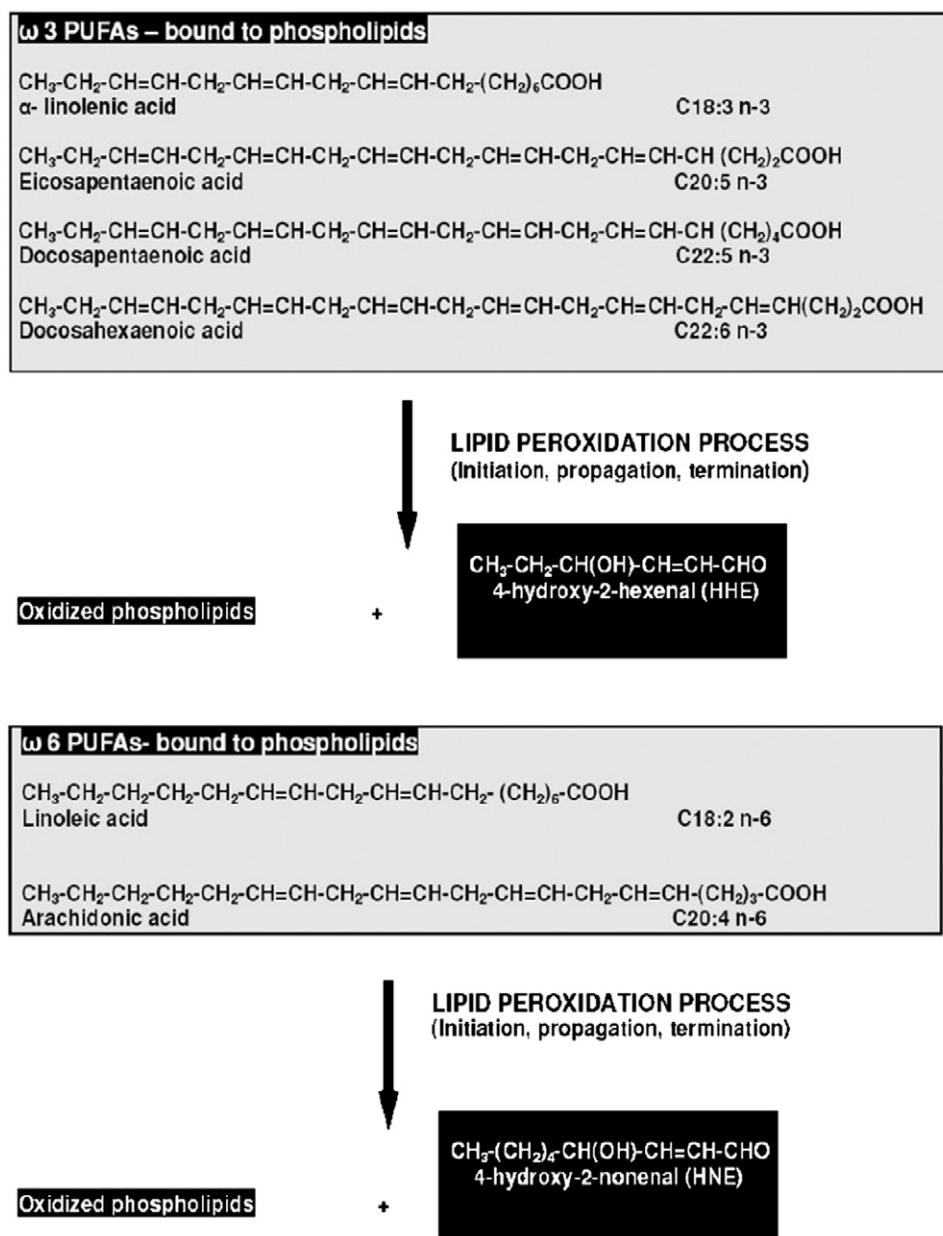 ω 3 PUFAs – bound to phospholipids
CH₃-CH₂-CH=CH-CH₂-CH=CH-CH₂-CH=CH-CH₂-(CH₂)₆COOH
α- linolenic acid C18:3 n-3
CH₃-CH₂-CH=CH-CH₂-CH=CH-CH₂-CH=CH-CH₂-CH=CH-CH₂-CH=CH-CH (CH₂)₂COOH
Eicosapentaenoic acid C20:5 n-3
CH₃-CH₂-CH=CH-CH₂-CH=CH-CH₂-CH=CH-CH₂-CH=CH-CH₂-CH=CH-CH (CH₂)₄COOH
Docosapentaenoic acid C22:5 n-3
CH₃-CH₂-CH=CH-CH₂-CH=CH-CH₂-CH=CH-CH₂-CH=CH-CH₂-CH=CH-CH₂-CH=CH(CH₂)₂COOH
Docosahexaenoic acid C22:6 n-3
LIPID PEROXIDATION PROCESS
(Initiation, propagation, termination)
CH₃-CH₂-CH(OH)-CH=CH-CHO
4-hydroxy-2-hexenal (HHE)
Oxidized phospholipids +
ω 6 PUFAs- bound to phospholipids
CH₃-CH₂-CH₂-CH₂-CH₂-CH=CH-CH₂-CH=CH-CH₂- (CH₂)₆-COOH
Linoleic acid C18:2 n-6
CH₃-CH₂-CH₂-CH₂-CH₂-CH=CH-CH₂-CH=CH-CH₂-CH=CH-CH₂-CH=CH-(CH₂)₃-COOH
Arachidonic acid C20:4 n-6
LIPID PEROXIDATION PROCESS
(Initiation, propagation, termination)
CH₃-(CH₂)₄-CH(OH)-CH=CH-CHO
4-hydroxy-2-nonenal (HNE)
Oxidized phospholipids +